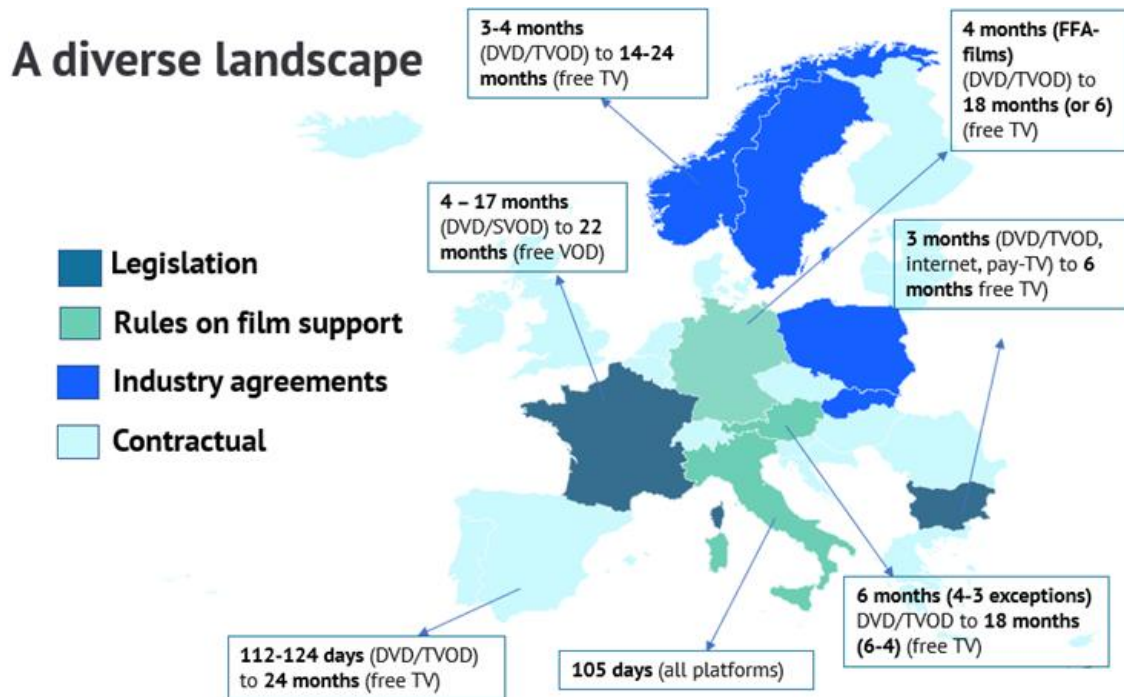 A diverse landscape
3-4 months
(DVD/TVOD) to 14-24
months (free TV)
4 months (FFA-
films)
(DVD/TVOD) to
18 months (or 6)
(free TV)
4 – 17 months
(DVD/SVOD) to 22
months (free VOD)
3 months (DVD/TVOD,
internet, pay-TV) to 6
months free TV)
Legislation
Rules on film support
Industry agreements
Contractual
6 months (4-3 exceptions)
DVD/TVOD to 18 months
(6-4) (free TV)
112-124 days (DVD/TVOD)
to 24 months (free TV)
105 days (all platforms)